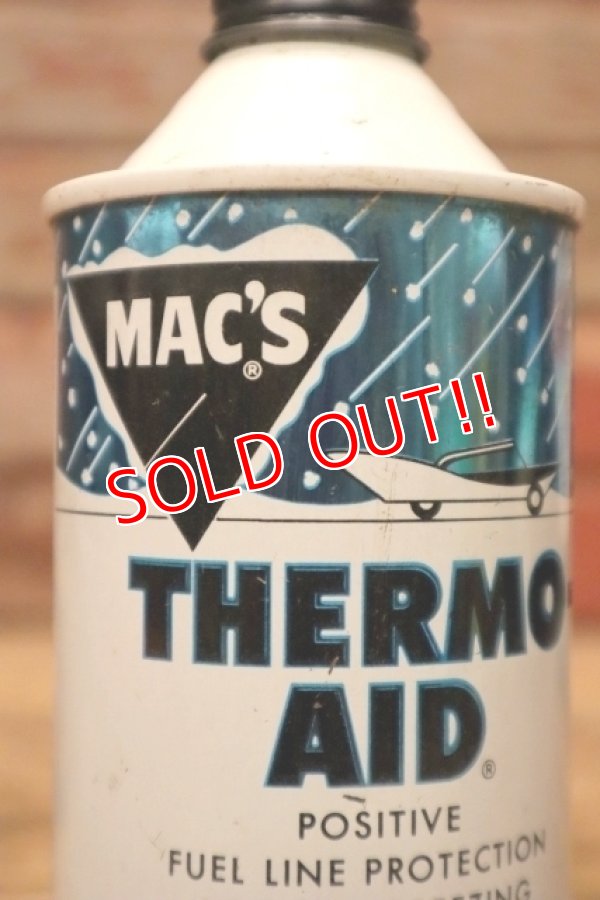 MAC'S®
SOLD OUT!!
THERMO-
AID®
POSITIVE
FUEL LINE PROTECTION